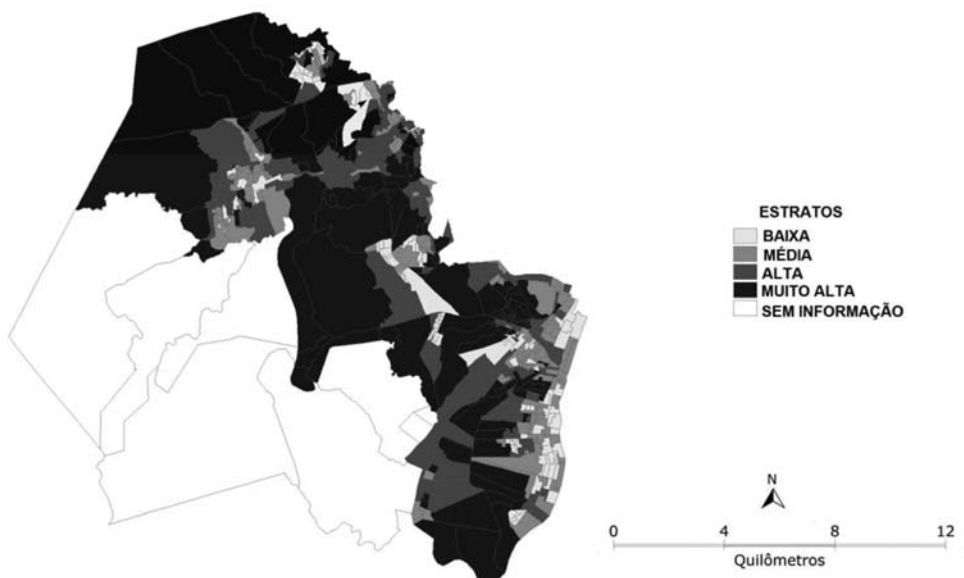 ESTRATOS
BAIXA
MÉDIA
ALTA
MUITO ALTA
SEM INFORMAÇÃO
N
0 4 8 12
Quilômetros